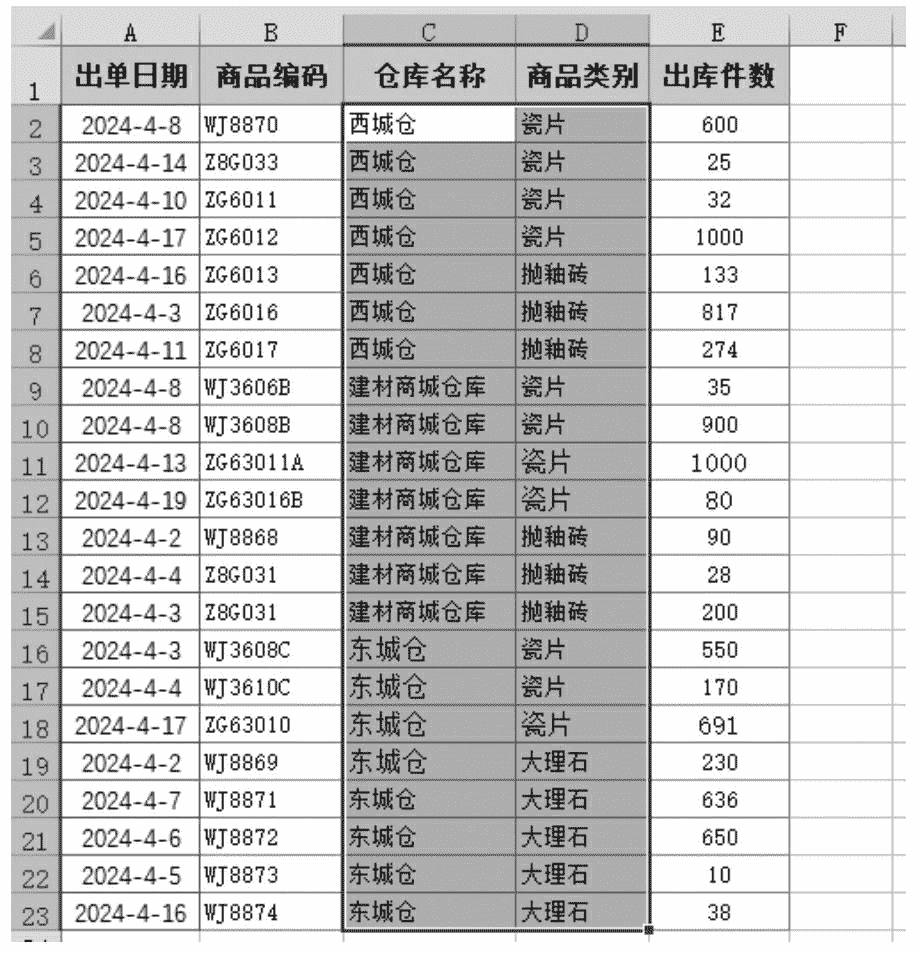 A B C D E F
1 出单日期 商品编码 仓库名称 商品类别 出库件数
2 2024-4-8 WJ8870 西城仓 瓷片 600
3 2024-4-14 Z8G033 西城仓 瓷片 25
4 2024-4-10 ZG6011 西城仓 瓷片 32
5 2024-4-17 ZG6012 西城仓 瓷片 1000
6 2024-4-16 ZG6013 西城仓 抛釉砖 133
7 2024-4-3 ZG6016 西城仓 抛釉砖 817
8 2024-4-11 ZG6017 西城仓 抛釉砖 274
9 2024-4-8 WJ3606B 建材商城仓库 瓷片 35
10 2024-4-8 WJ3608B 建材商城仓库 瓷片 900
11 2024-4-13 ZG63011A 建材商城仓库 瓷片 1000
12 2024-4-19 ZG63016B 建材商城仓库 瓷片 80
13 2024-4-2 WJ8868 建材商城仓库 抛釉砖 90
14 2024-4-4 Z8G031 建材商城仓库 抛釉砖 28
15 2024-4-3 Z8G031 建材商城仓库 抛釉砖 200
16 2024-4-3 WJ3608C 东城仓 瓷片 550
17 2024-4-4 WJ3610C 东城仓 瓷片 170
18 2024-4-17 ZG63010 东城仓 瓷片 691
19 2024-4-2 WJ8869 东城仓 大理石 230
20 2024-4-7 WJ8871 东城仓 大理石 636
21 2024-4-6 WJ8872 东城仓 大理石 650
22 2024-4-5 WJ8873 东城仓 大理石 10
23 2024-4-16 WJ8874 东城仓 大理石 38